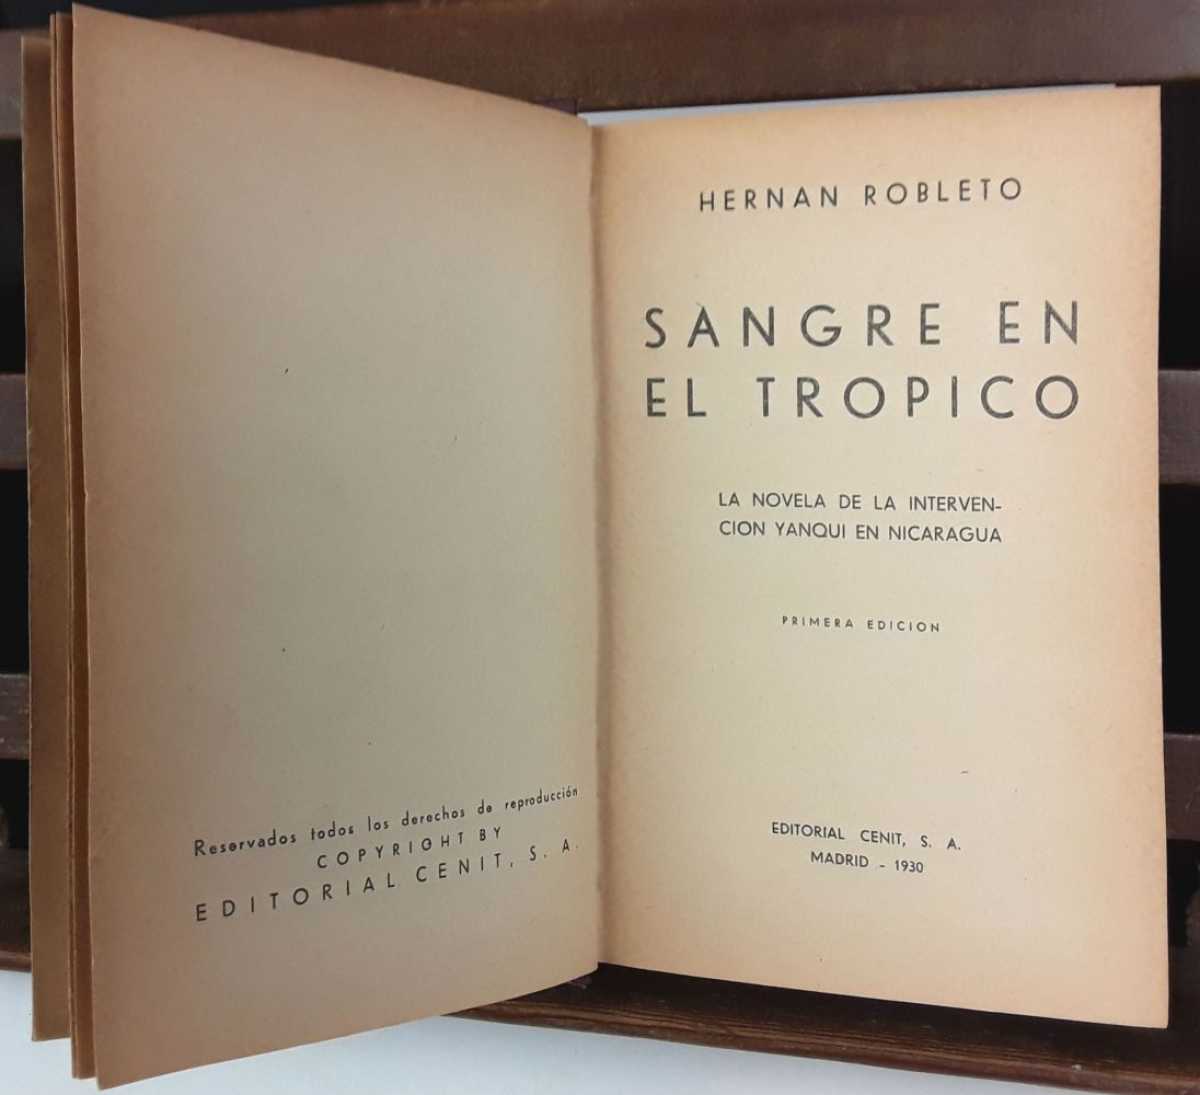 Reservados todos los derechos de reproducción
COPYRIGHT BY
EDITORIAL CENIT, S. A.
HERNAN ROBLETO
SANGRE EN
EL TROPICO
LA NOVELA DE LA INTERVEN-
CION YANQUI EN NICARAGUA
PRIMERA EDICION
EDITORIAL CENIT, S. A.
MADRID - 1930